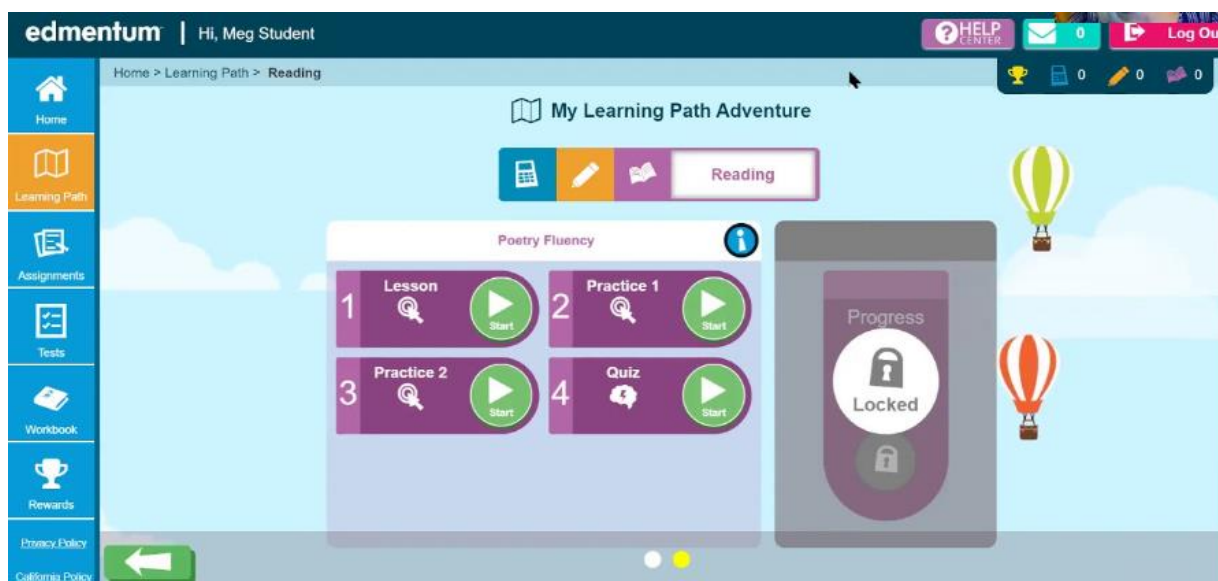 edmentum | Hi, Meg Student
HELP CENTER
0
Log Ou
Home > Learning Path > Reading
0
0
0
Home
Learning Path
Assignments
Tests
Workbook
Rewards
Privacy Policy
California Policy
My Learning Path Adventure
Reading
Poetry Fluency
1 Lesson Start
2 Practice 1 Start
3 Practice 2 Start
4 Quiz Start
Progress
Locked